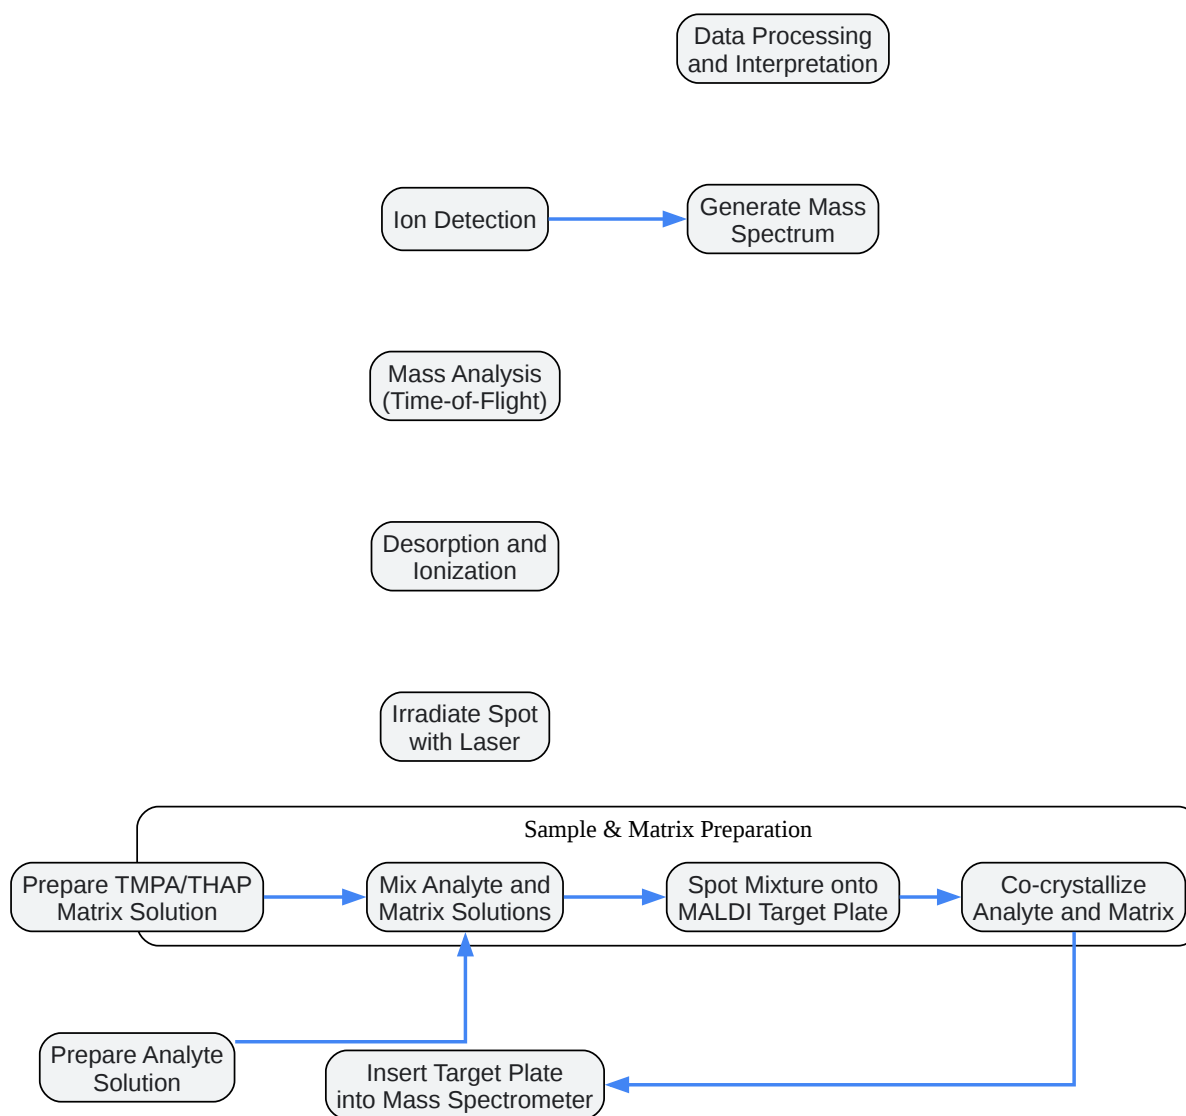 Data Processing
and Interpretation
Ion Detection
Generate Mass
Spectrum
Mass Analysis
(Time-of-Flight)
Desorption and
Ionization
Irradiate Spot
with Laser
Sample & Matrix Preparation
Prepare TMPA/THAP
Matrix Solution
Mix Analyte and
Matrix Solutions
Spot Mixture onto
MALDI Target Plate
Co-crystallize
Analyte and Matrix
Prepare Analyte
Solution
Insert Target Plate
into Mass Spectrometer